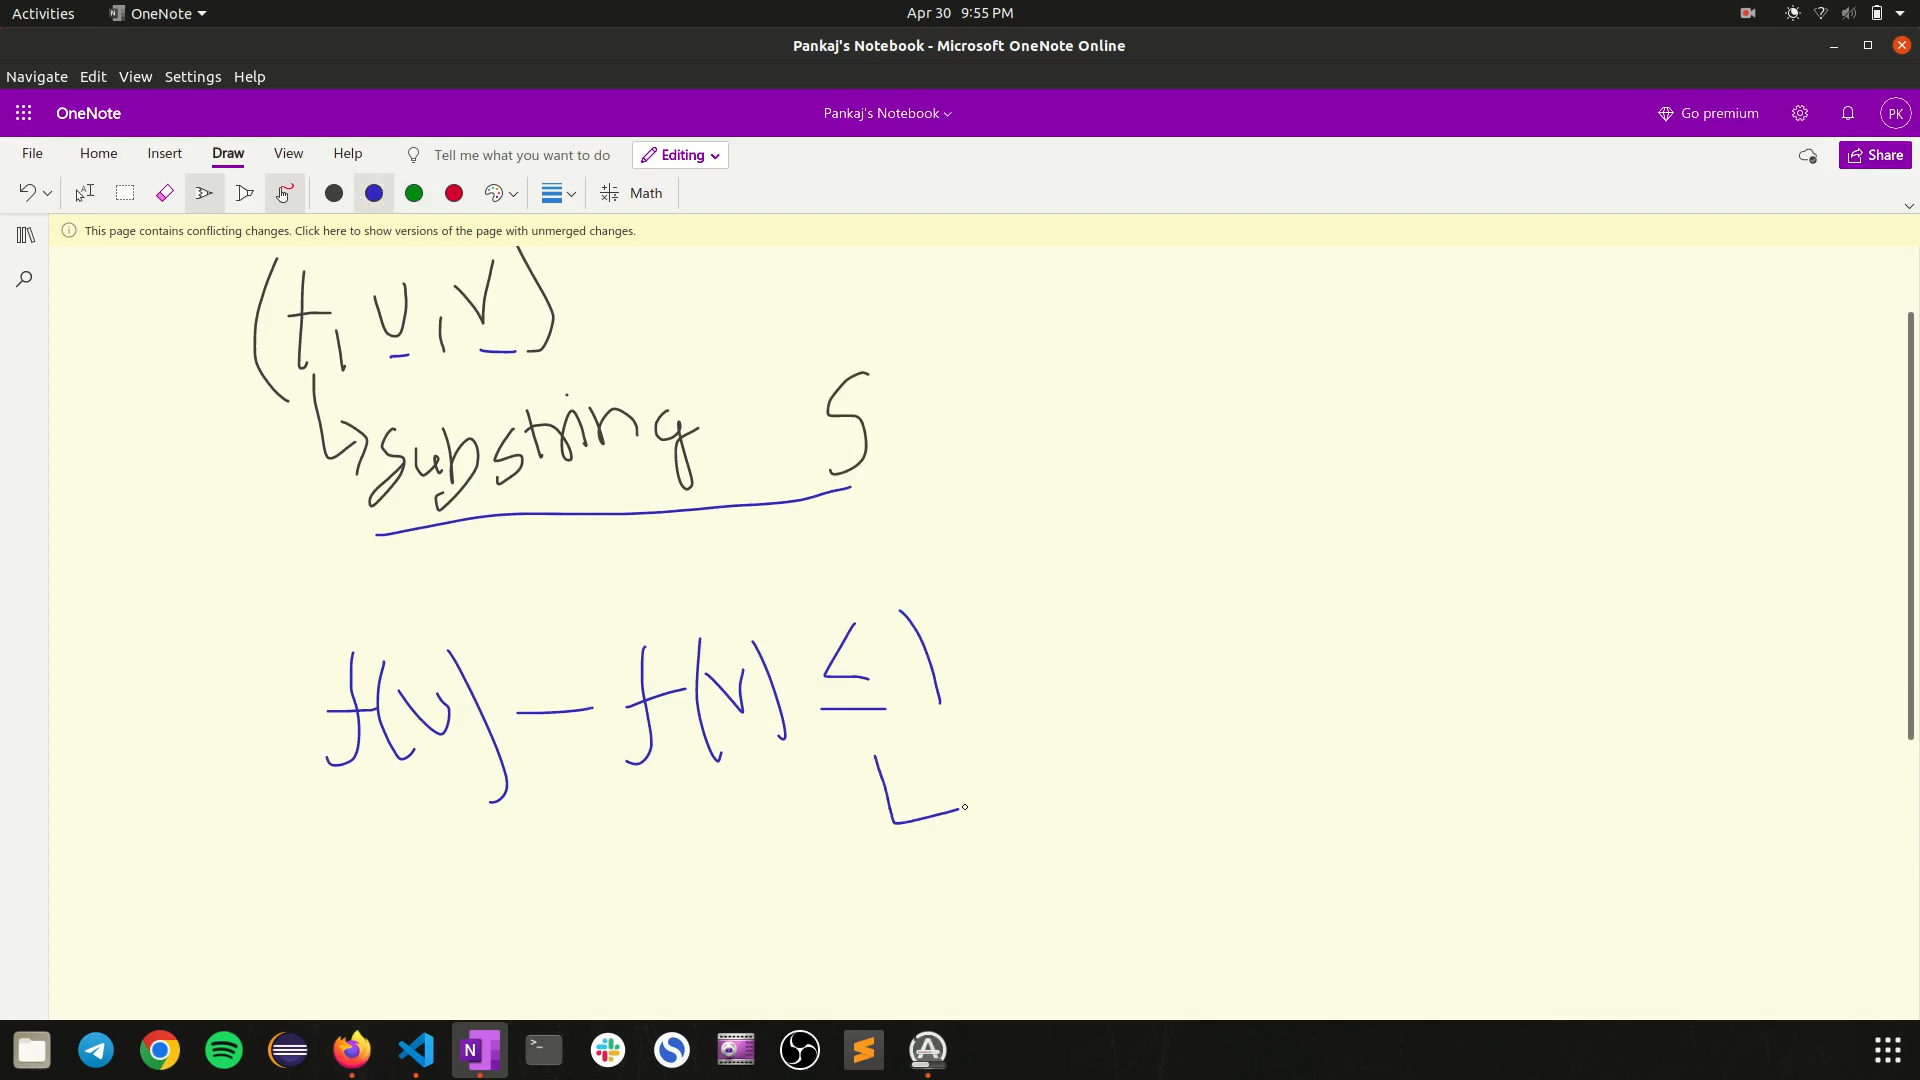 Activities OneNote Apr 30 9:55 PM
Pankaj's Notebook - Microsoft OneNote Online
Navigate Edit View Settings Help
OneNote Pankaj's Notebook Go premium PK
File Home Insert Draw View Help Tell me what you want to do Editing Share
Math
This page contains conflicting changes. Click here to show versions of the page with unmerged changes.
(t, u, v)
substring S
f(u) - f(v) ≤ 1